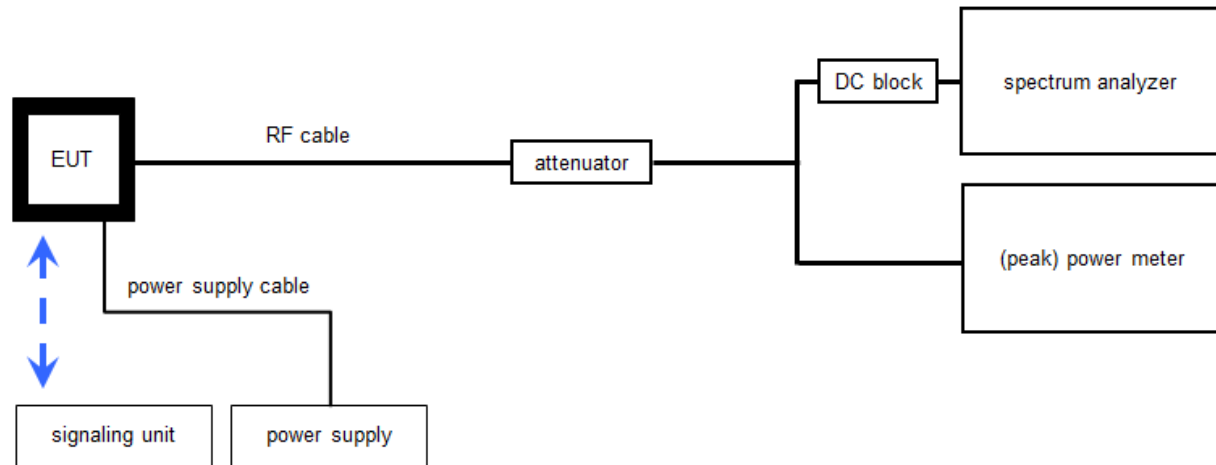 DC block
spectrum analyzer
EUT
RF cable
attenuator
(peak) power meter
power supply cable
signaling unit
power supply